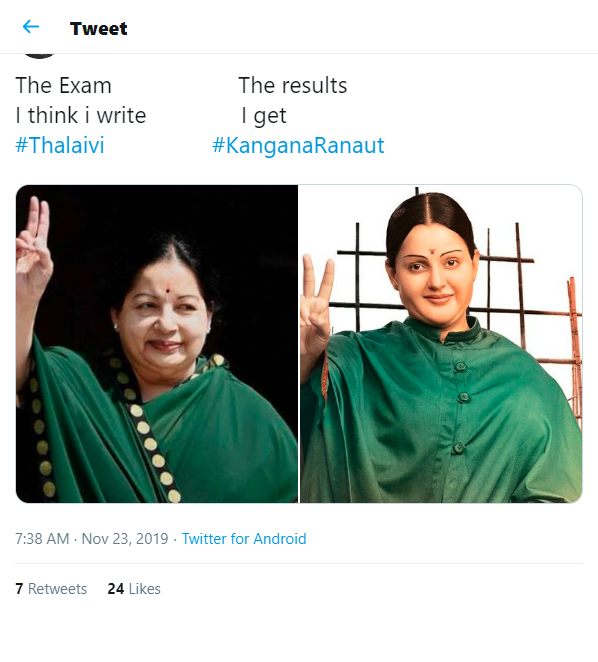 Tweet
The Exam The results
I think i write I get
#Thalaivi #KanganaRanaut
7:38 AM · Nov 23, 2019 · Twitter for Android
7 Retweets 24 Likes